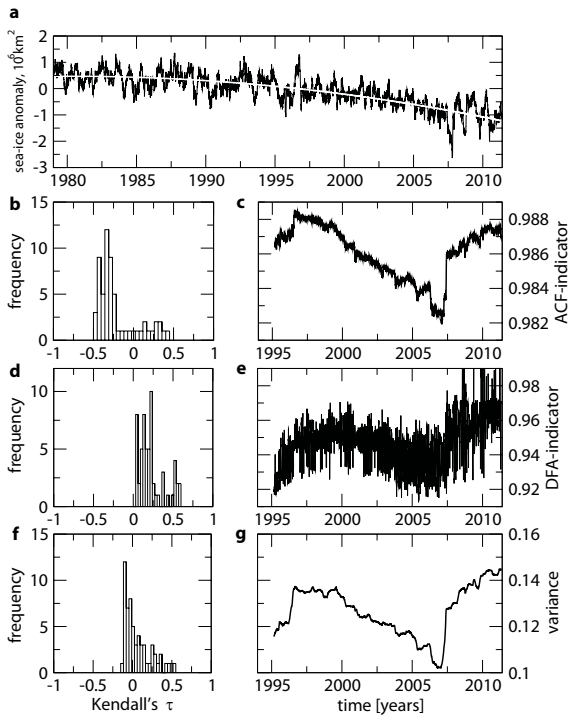 a
sea-ice anomaly, 10⁶km²
2
1
0
-1
-2
-3
1980 1985 1990 1995 2000 2005 2010
b
frequency
15
10
5
0
-1 -0.5 0 0.5 1
c
0.988
0.986
0.984
0.982
ACF-indicator
1995 2000 2005 2010
d
frequency
10
5
0
-1 -0.5 0 0.5 1
e
0.98
0.96
0.94
0.92
DFA-indicator
1995 2000 2005 2010
f
frequency
15
10
5
0
-1 -0.5 0 0.5 1
Kendall's τ
g
0.16
0.14
0.12
0.1
variance
1995 2000 2005 2010
time [years]